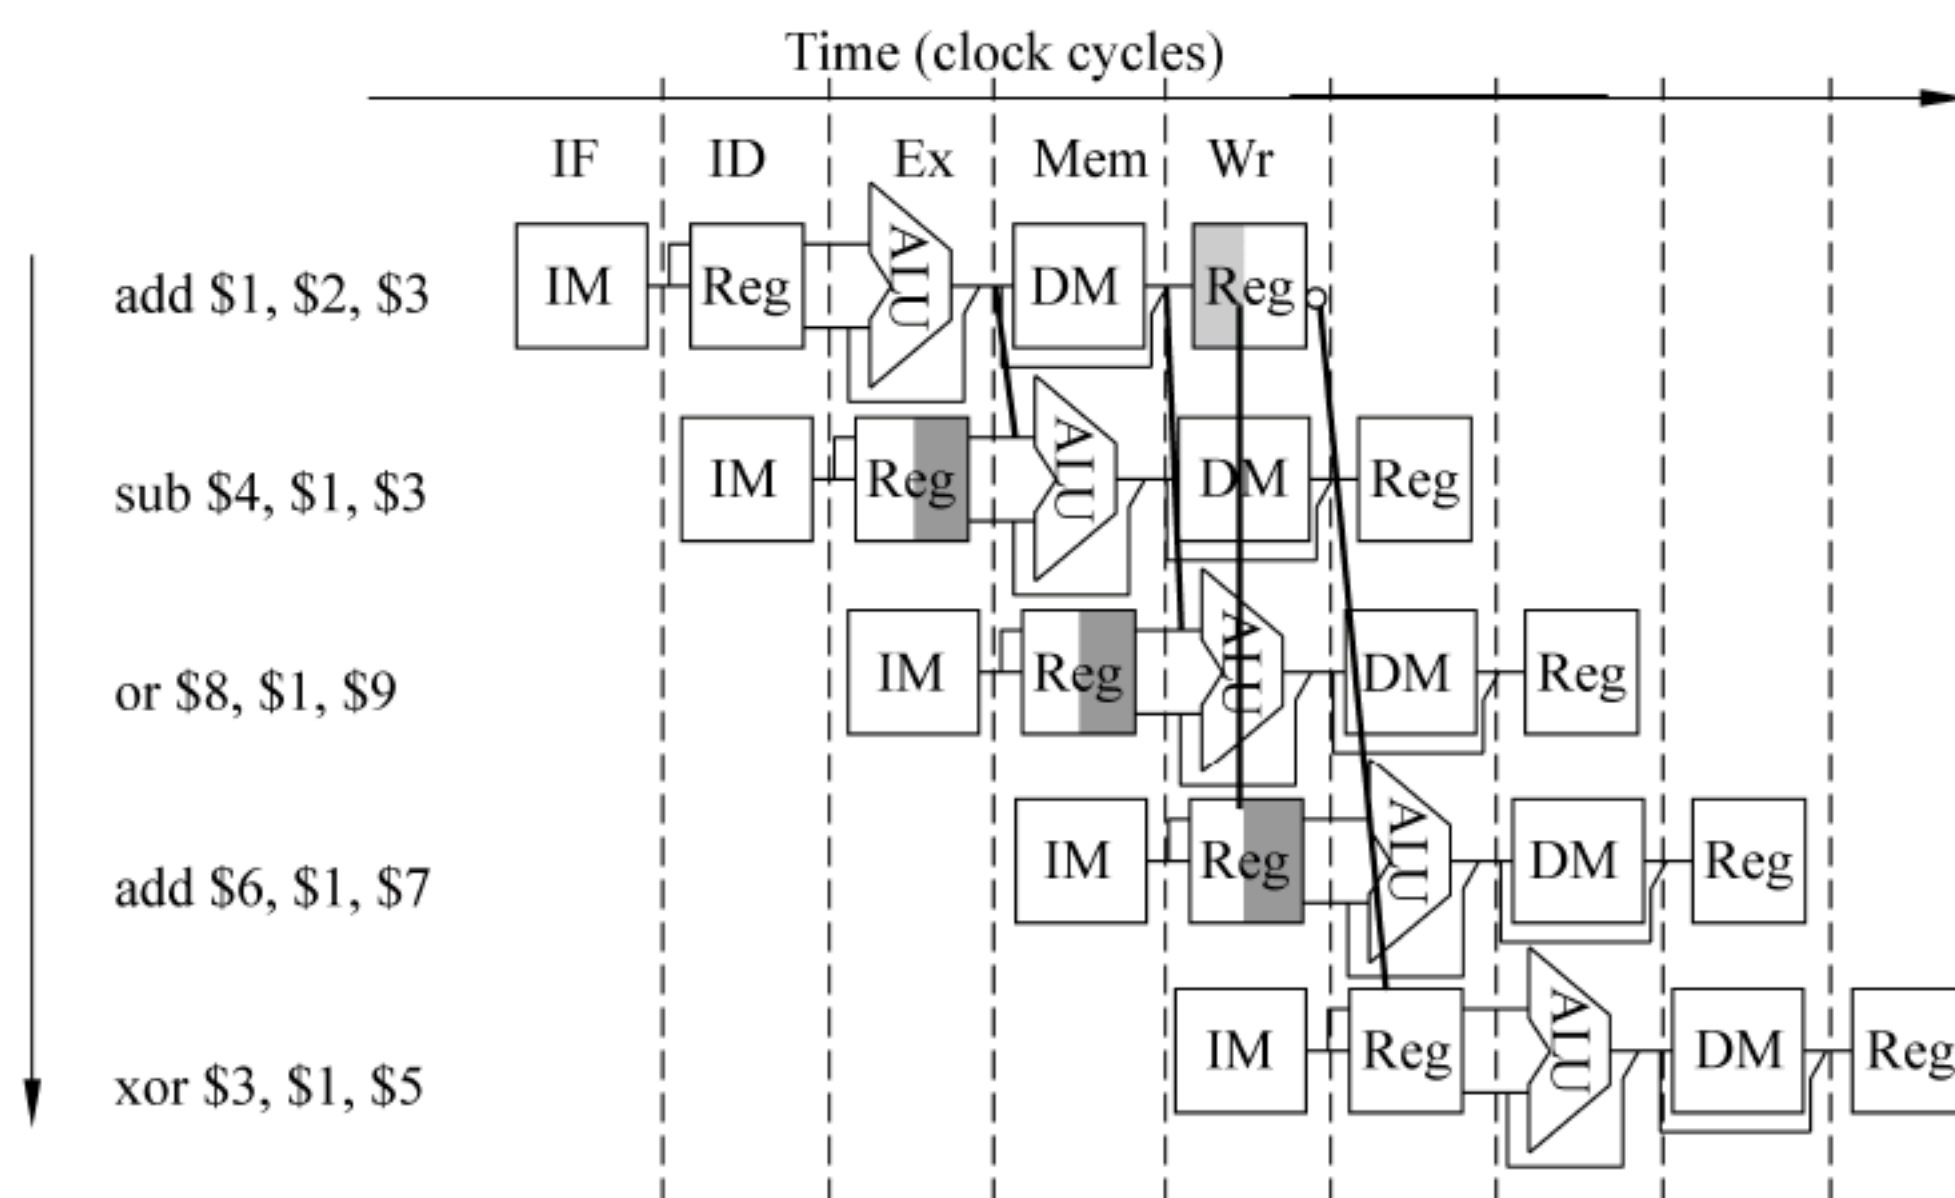 Time (clock cycles)
IF ID Ex Mem Wr
add $1, $2, $3 IM Reg ALU DM Reg
sub $4, $1, $3 IM Reg ALU DM Reg
or $8, $1, $9 IM Reg ALU DM Reg
add $6, $1, $7 IM Reg ALU DM Reg
xor $3, $1, $5 IM Reg ALU DM Reg